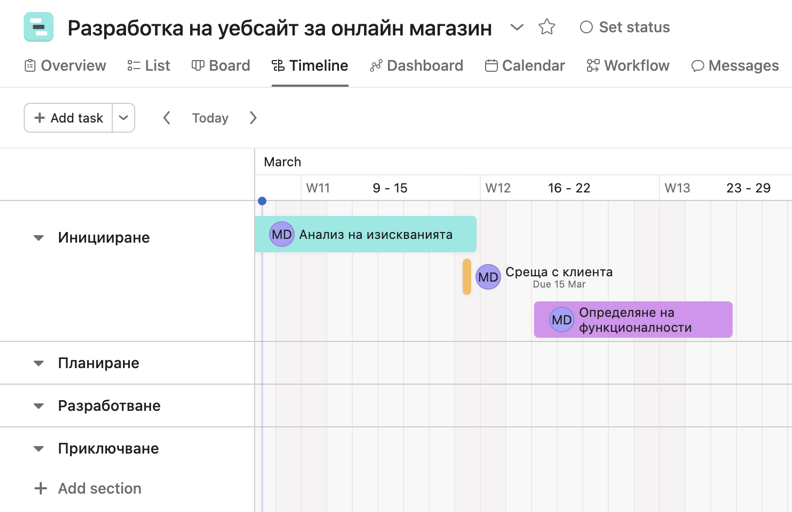 Разработка на уебсайт за онлайн магазин
Set status
Overview
List
Board
Timeline
Dashboard
Calendar
Workflow
Messages
+ Add task
Today
March
W11 9 - 15 W12 16 - 22 W13 23 - 29
Иницииране
MD Анализ на изискванията
MD Среща с клиента
Due 15 Mar
MD Определяне на
функционалности
Планиране
Разработване
Приключване
+ Add section